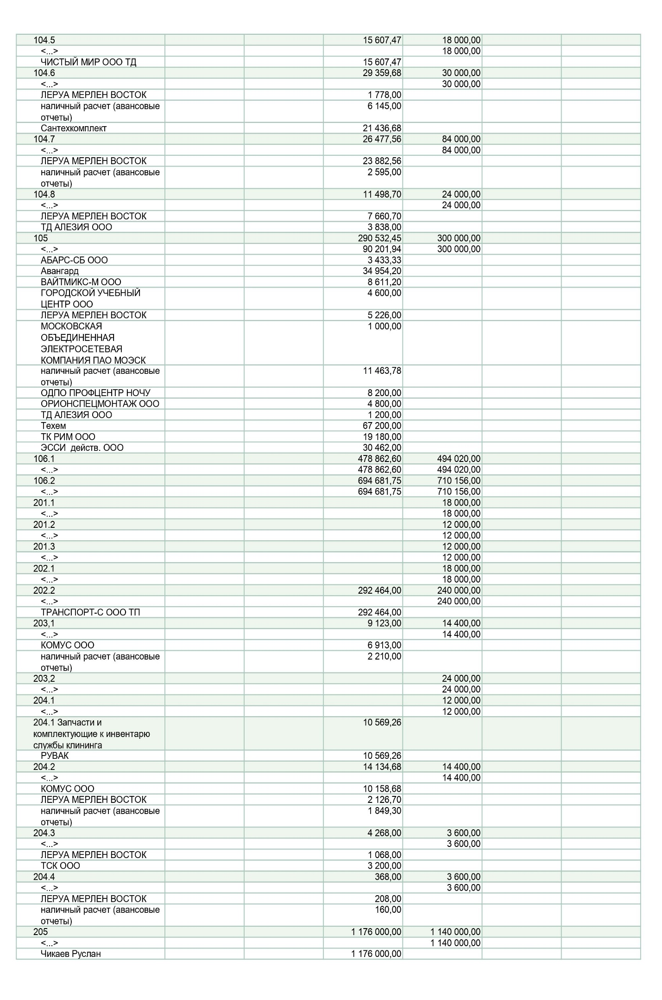 104.5 15 607,47 18 000,00
<...> 18 000,00
ЧИСТЫЙ МИР ООО ТД 15 607,47
104.6 29 359,68 30 000,00
<...> 30 000,00
ЛЕРУА МЕРЛЕН ВОСТОК 1 778,00
наличный расчет (авансовые 6 145,00
отчеты)
Сантехкомплект 21 436,68
104.7 26 477,56 84 000,00
<...> 84 000,00
ЛЕРУА МЕРЛЕН ВОСТОК 23 882,56
наличный расчет (авансовые 2 595,00
отчеты)
104.8 11 498,70 24 000,00
<...> 24 000,00
ЛЕРУА МЕРЛЕН ВОСТОК 7 660,70
ТД АЛЕЗИЯ ООО 3 838,00
105 290 532,45 300 000,00
<...> 90 201,94 300 000,00
АБАРС-СБ ООО 3 433,33
Авангард 34 954,20
ВАЙТМИКС-М ООО 8 611,20
ГОРОДСКОЙ УЧЕБНЫЙ 4 600,00
ЦЕНТР ООО
ЛЕРУА МЕРЛЕН ВОСТОК 5 226,00
МОСКОВСКАЯ 1 000,00
ОБЪЕДИНЕННАЯ
ЭЛЕКТРОСЕТЕВАЯ
КОМПАНИЯ ПАО МОЭСК
наличный расчет (авансовые 11 463,78
отчеты)
ОДПО ПРОФЦЕНТР НОЧУ 8 200,00
ОРИОНСПЕЦМОНТАЖ ООО 4 800,00
ТД АЛЕЗИЯ ООО 1 200,00
Техем 67 200,00
ТК РИМ ООО 19 180,00
ЭССИ действ. ООО 30 462,00
106.1 478 862,60 494 020,00
<...> 478 862,60 494 020,00
106.2 694 681,75 710 156,00
<...> 694 681,75 710 156,00
201.1 18 000,00
<...> 18 000,00
201.2 12 000,00
<...> 12 000,00
201.3 12 000,00
<...> 12 000,00
202.1 18 000,00
<...> 18 000,00
202.2 292 464,00 240 000,00
<...> 240 000,00
ТРАНСПОРТ-С ООО ТП 292 464,00
203,1 9 123,00 14 400,00
<...> 14 400,00
КОМУС ООО 6 913,00
наличный расчет (авансовые 2 210,00
отчеты)
203,2 24 000,00
<...> 24 000,00
204.1 12 000,00
<...> 12 000,00
204.1 Запчасти и 10 569,26
комплектующие к инвентарю
службы клининга
РУВАК 10 569,26
204.2 14 134,68 14 400,00
<...> 14 400,00
КОМУС ООО 10 158,68
ЛЕРУА МЕРЛЕН ВОСТОК 2 126,70
наличный расчет (авансовые 1 849,30
отчеты)
204.3 4 268,00 3 600,00
<...> 3 600,00
ЛЕРУА МЕРЛЕН ВОСТОК 1 068,00
ТСК ООО 3 200,00
204.4 368,00 3 600,00
<...> 3 600,00
ЛЕРУА МЕРЛЕН ВОСТОК 208,00
наличный расчет (авансовые 160,00
отчеты)
205 1 176 000,00 1 140 000,00
<...> 1 140 000,00
Чикаев Руслан 1 176 000,00